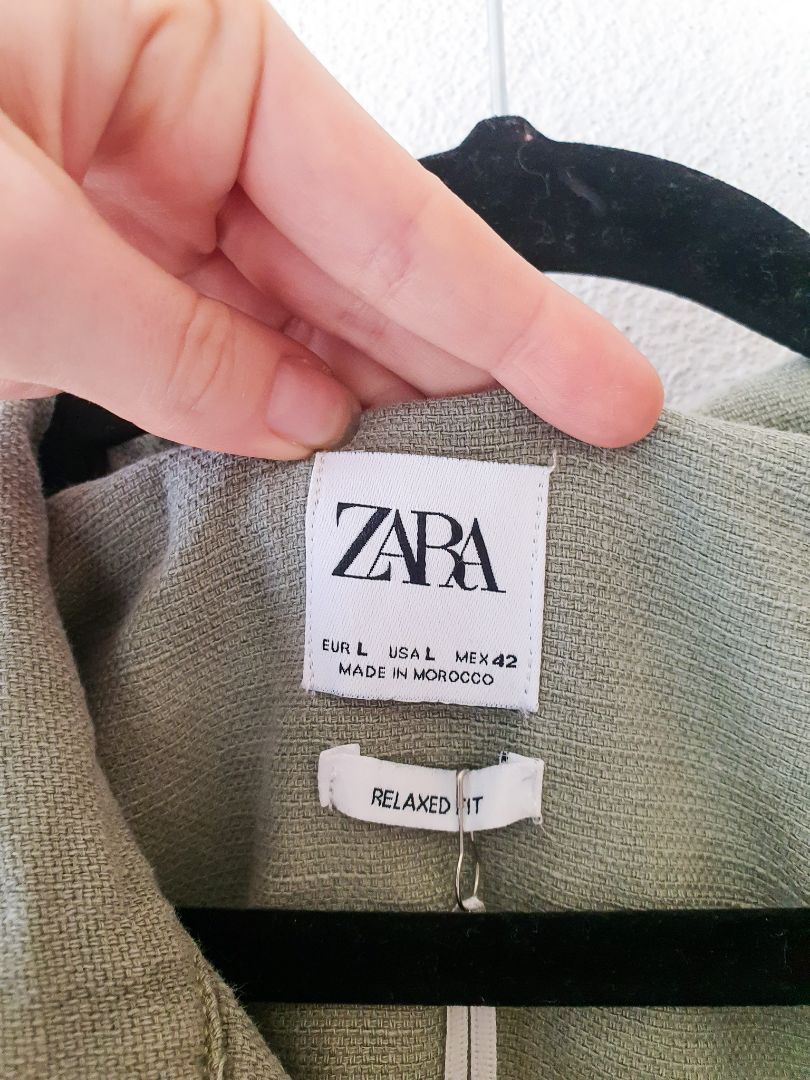 ZARA
EUR L USA L MEX 42
MADE IN MOROCCO
RELAXED FIT